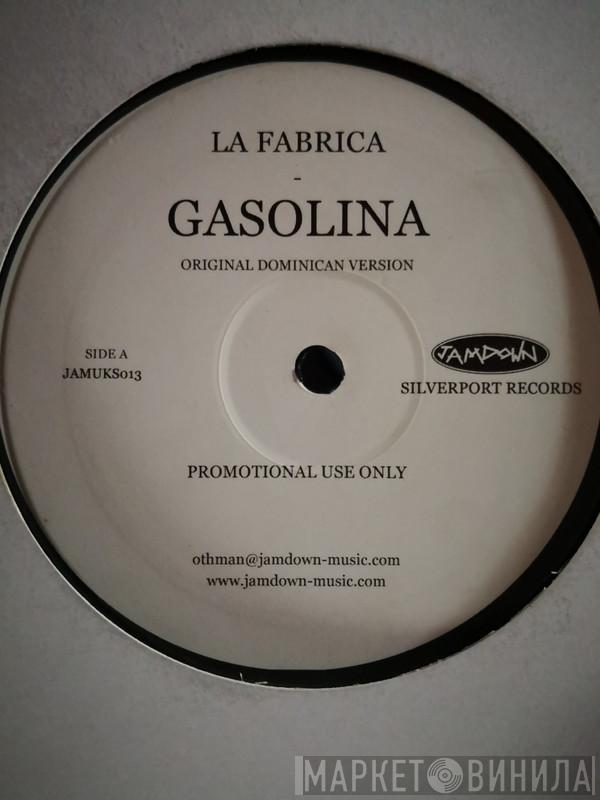 LA FABRICA
-
GASOLINA
ORIGINAL DOMINICAN VERSION
SIDE A
JAMUKS013
JAMDOWN
SILVERPORT RECORDS
PROMOTIONAL USE ONLY
othman@jamdown-music.com
www.jamdown-music.com
МАРКЕТ ВИНИЛА